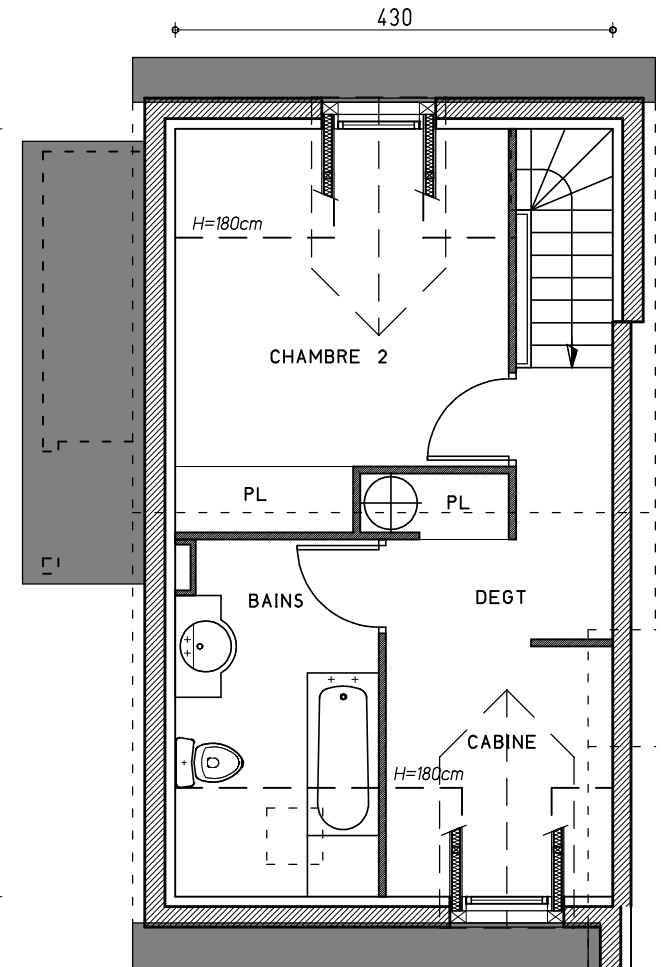 430
H=180cm
CHAMBRE 2
PL
PL
BAINS
DEGT
CABINE
H=180cm